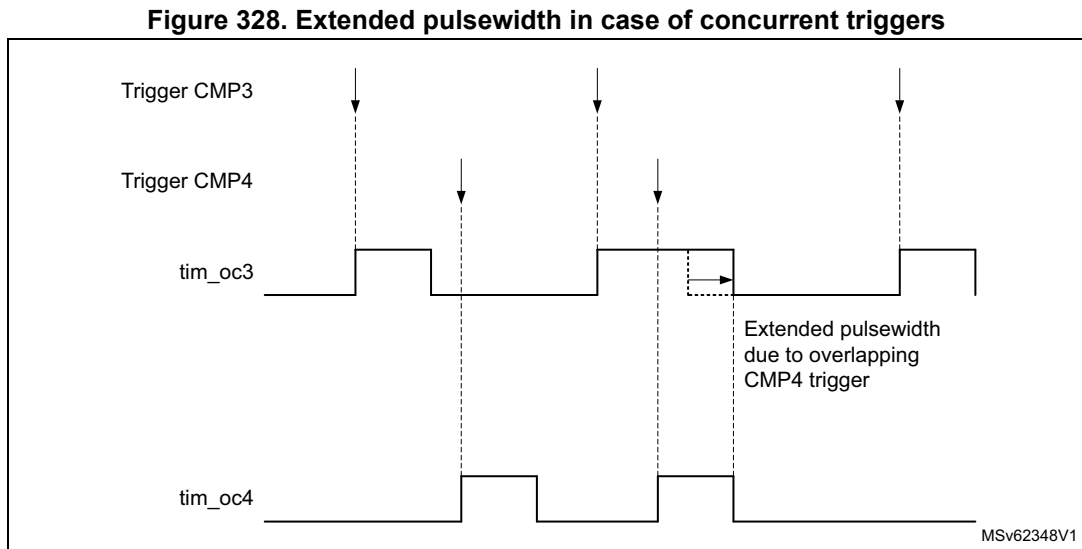 Figure 328. Extended pulsewidth in case of concurrent triggers
Trigger CMP3
Trigger CMP4
tim_oc3
Extended pulsewidth
due to overlapping
CMP4 trigger
tim_oc4
MSv62348V1